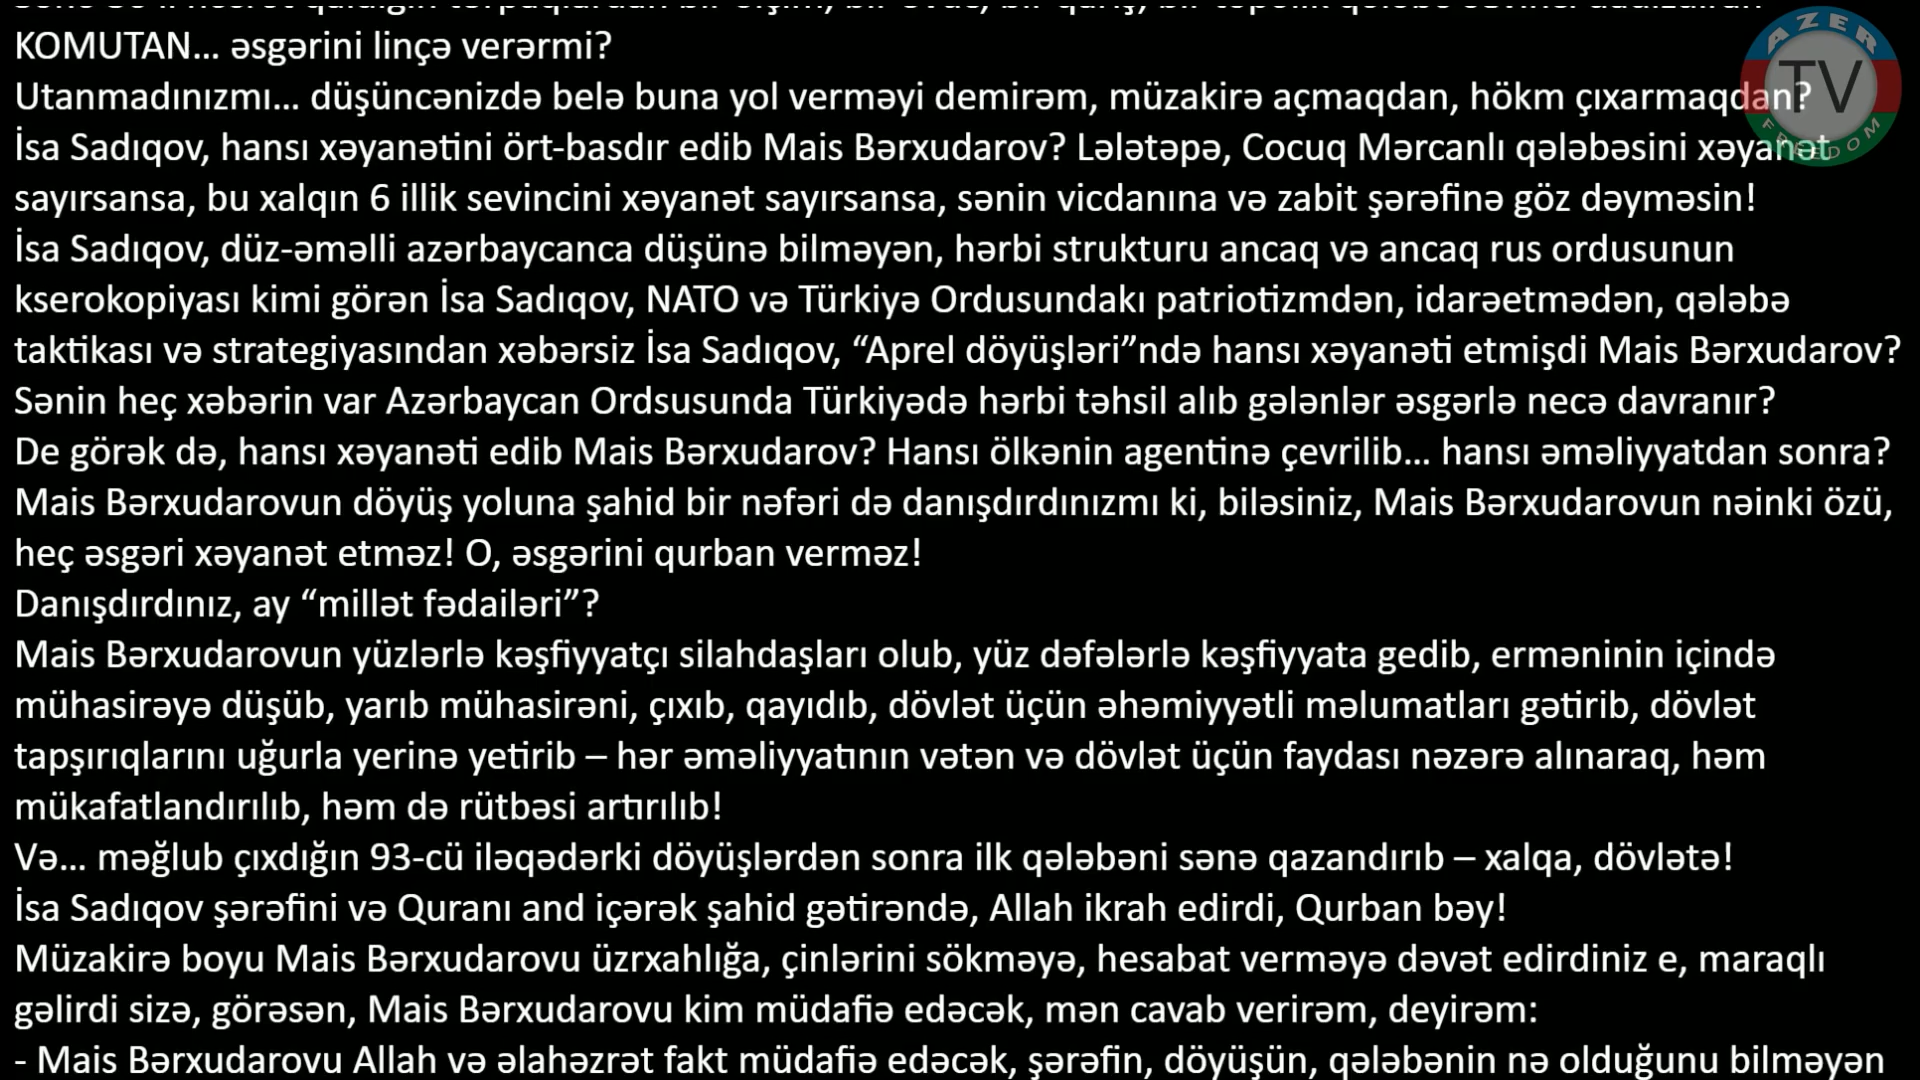 KOMUTAN... əsgərini linçə verərmi?
Utanmadınızmı... düşüncənizdə belə buna yol verməyi demirəm, müzakirə açmaqdan, hökm çıxarmaqdan?
İsa Sadıqov, hansı xəyanətini ört-basdır edib Mais Bərxudarov? Lələtəpə, Cocuq Mərcanlı qələbəsini xəyanət
sayırsansa, bu xalqın 6 illik sevincini xəyanət sayırsansa, sənin vicdanına və zabit şərəfinə göz dəyməsin!
İsa Sadıqov, düz-əməlli azərbaycanca düşünə bilməyən, hərbi strukturu ancaq və ancaq rus ordusunun
kserokopiyası kimi görən İsa Sadıqov, NATO və Türkiyə Ordusundakı patriotizmdən, idarəetmədən, qələbə
taktikası və strategiyasından xəbərsiz İsa Sadıqov, “Aprel döyüşləri”ndə hansı xəyanəti etmişdi Mais Bərxudarov?
Sənin heç xəbərin var Azərbaycan Ordsusunda Türkiyədə hərbi təhsil alıb gələnlər əsgərlə necə davranır?
De görək də, hansı xəyanəti edib Mais Bərxudarov? Hansı ölkənin agentinə çevrilib... hansı əməliyyatdan sonra?
Mais Bərxudarovun döyüş yoluna şahid bir nəfəri də danışdırdınızmı ki, biləsiniz, Mais Bərxudarovun nəinki özü,
heç əsgəri xəyanət etməz! O, əsgərini qurban verməz!
Danışdırdınız, ay “millət fədailəri”?
Mais Bərxudarovun yüzlərlə kəşfiyyatçı silahdaşları olub, yüz dəfələrlə kəşfiyyata gedib, erməninin içində
mühasirəyə düşüb, yarıb mühasirəni, çıxıb, qayıdıb, dövlət üçün əhəmiyyətli məlumatları gətirib, dövlət
tapşırıqlarını uğurla yerinə yetirib – hər əməliyyatının vətən və dövlət üçün faydası nəzərə alınaraq, həm
mükafatlandırılıb, həm də rütbəsi artırılıb!
Və... məğlub çıxdığın 93-cü iləqədərki döyüşlərdən sonra ilk qələbəni sənə qazandırıb – xalqa, dövlətə!
İsa Sadıqov şərəfini və Quranı and içərək şahid gətirəndə, Allah ikrah edirdi, Qurban bəy!
Müzakirə boyu Mais Bərxudarovu üzrxahlığa, çinlərini sökməyə, hesabat verməyə dəvət edirdiniz e, maraqlı
gəlirdi sizə, görəsən, Mais Bərxudarovu kim müdafiə edəcək, mən cavab verirəm, deyirəm:
- Mais Bərxudarovu Allah və əlahəzrət fakt müdafiə edəcək, şərəfin, döyüşün, qələbənin nə olduğunu bilməyən
AZER
TV
FREEDOM